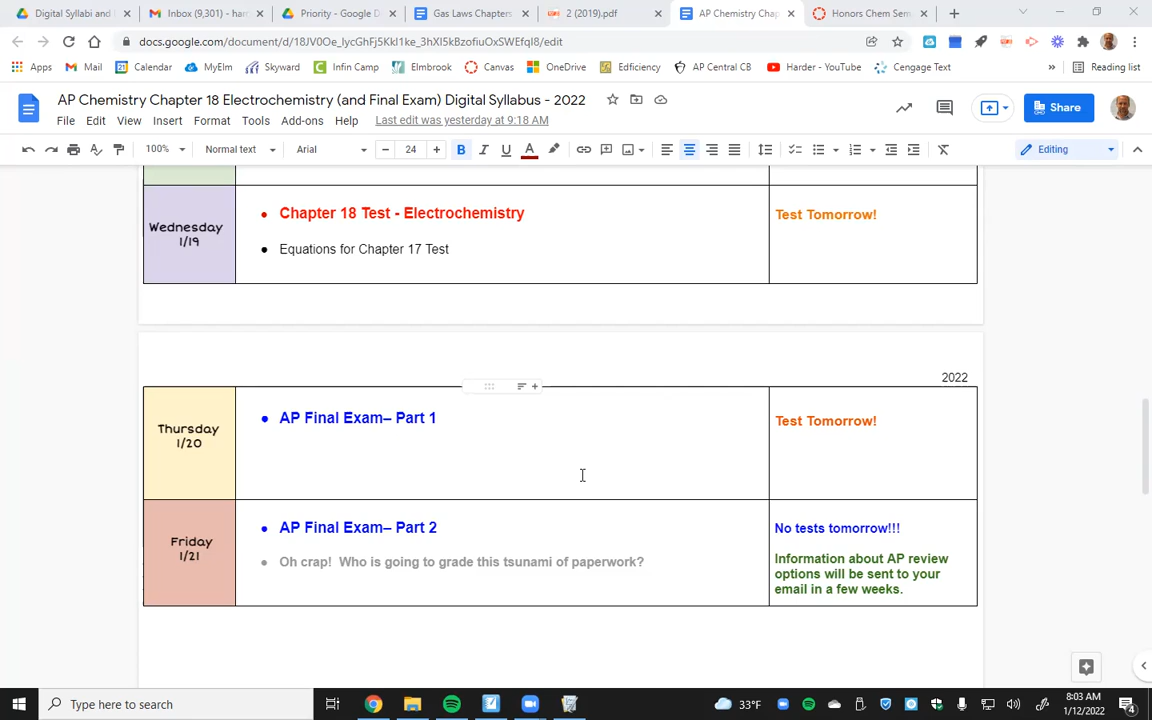 Digital Syllabi and
Inbox (9,301) - har
Priority - Google D
Gas Laws Chapters
2 (2019).pdf
AP Chemistry Chap
Honors Chem Sem
docs.google.com/document/d/18JV0Oe_lycGhFj5Kkl1ke_3hXI5kBzofiuOxSWEfqI8/edit
Apps
Mail
Calendar
MyElm
Skyward
Infin Camp
Elmbrook
Canvas
OneDrive
Edficiency
AP Central CB
Harder - YouTube
Cengage Text
»
Reading list
AP Chemistry Chapter 18 Electrochemistry (and Final Exam) Digital Syllabus - 2022
Share
File Edit View Insert Format Tools Add-ons Help Last edit was yesterday at 9:18 AM
100% Normal text Arial 24 B I U A Editing
Wednesday
1/19
Chapter 18 Test - Electrochemistry
Equations for Chapter 17 Test
Test Tomorrow!
2022
Thursday
1/20
AP Final Exam– Part 1
Test Tomorrow!
Friday
1/21
AP Final Exam– Part 2
Oh crap! Who is going to grade this tsunami of paperwork?
No tests tomorrow!!!
Information about AP review
options will be sent to your
email in a few weeks.
Type here to search
33°F
8:03 AM
1/12/2022
4